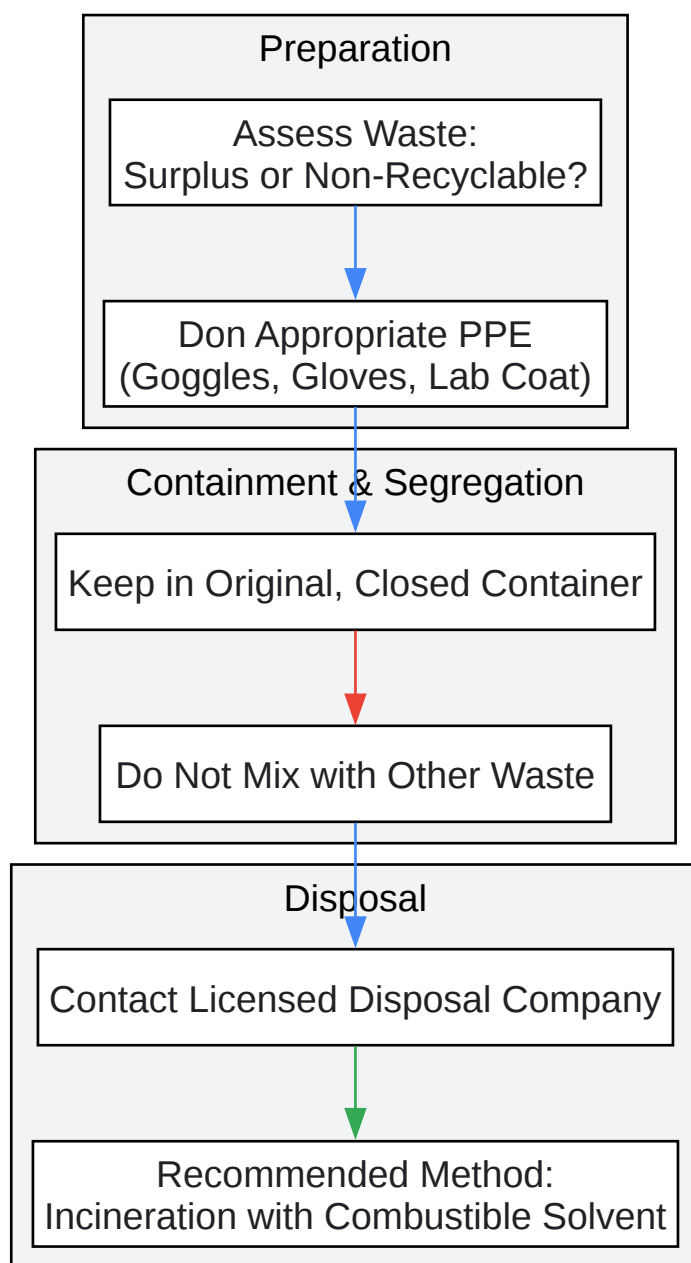 Preparation
Assess Waste:
Surplus or Non-Recyclable?
Don Appropriate PPE
(Goggles, Gloves, Lab Coat)
Containment & Segregation
Keep in Original, Closed Container
Do Not Mix with Other Waste
Disposal
Contact Licensed Disposal Company
Recommended Method:
Incineration with Combustible Solvent